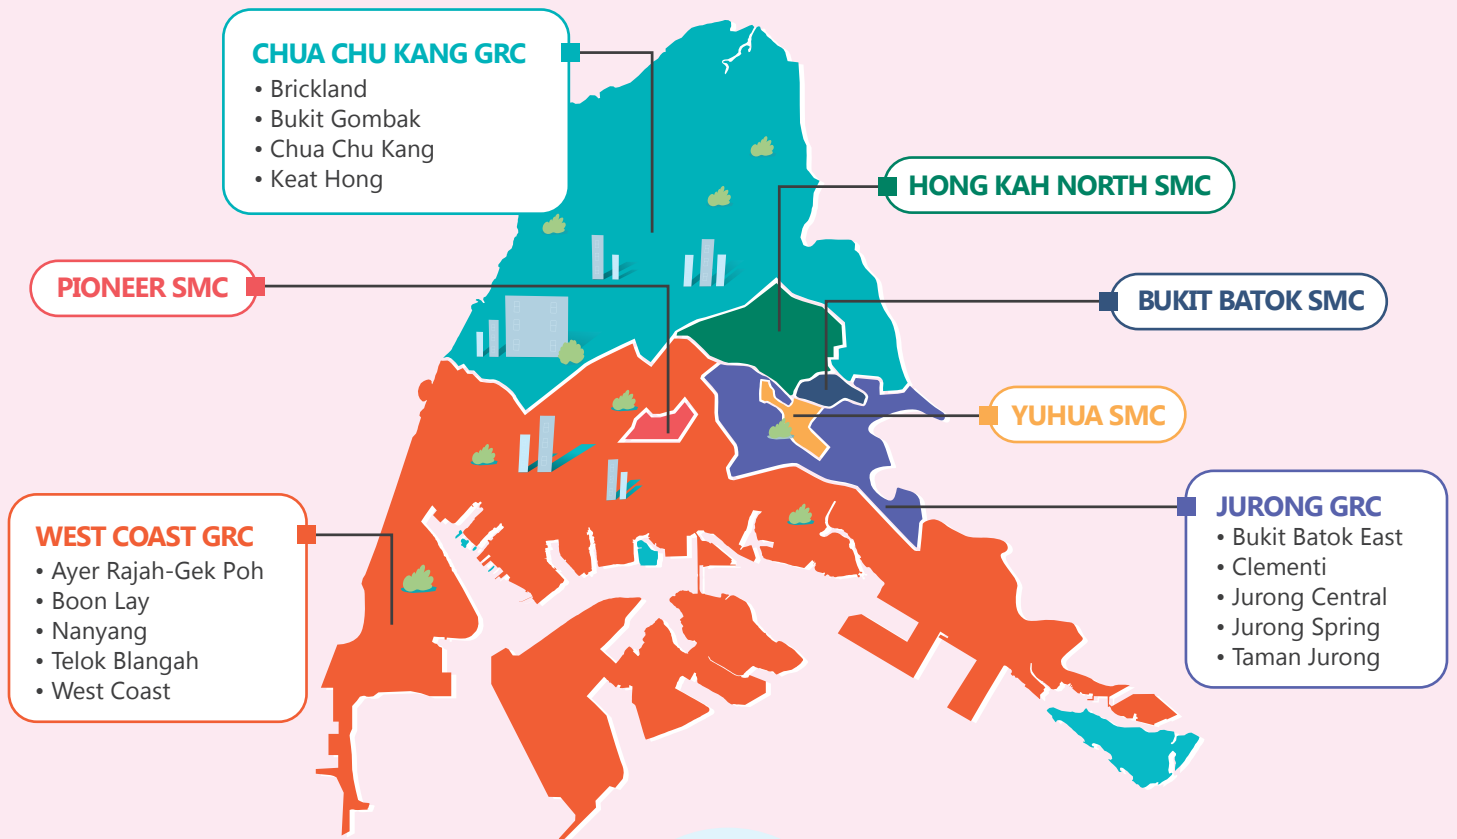 CHUA CHU KANG GRC
• Brickland
• Bukit Gombak
• Chua Chu Kang
• Keat Hong
HONG KAH NORTH SMC
PIONEER SMC
BUKIT BATOK SMC
YUHUA SMC
WEST COAST GRC
• Ayer Rajah-Gek Poh
• Boon Lay
• Nanyang
• Telok Blangah
• West Coast
JURONG GRC
• Bukit Batok East
• Clementi
• Jurong Central
• Jurong Spring
• Taman Jurong